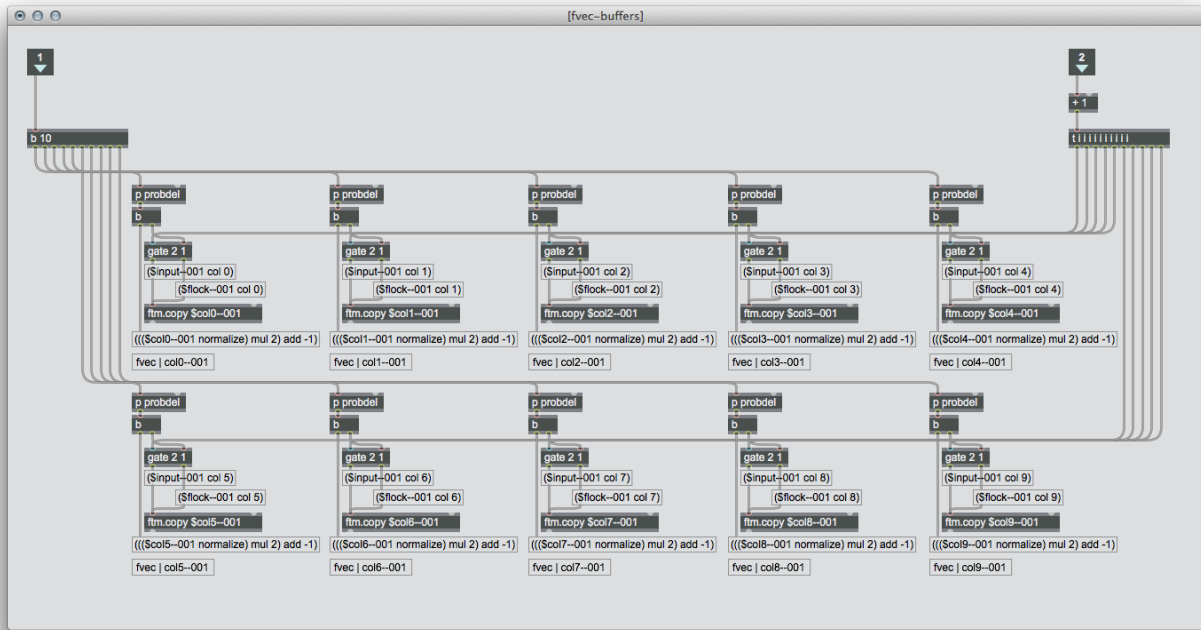 [fvec-buffers]
1
2
+ 1
b 10
t i i i i i i i i i i
p probdel
p probdel
p probdel
p probdel
p probdel
b
b
b
b
b
gate 2 1
gate 2 1
gate 2 1
gate 2 1
gate 2 1
($input--001 col 0)
($input--001 col 1)
($input--001 col 2)
($input--001 col 3)
($input--001 col 4)
($flock--001 col 0)
($flock--001 col 1)
($flock--001 col 2)
($flock--001 col 3)
($flock--001 col 4)
ftm.copy $col0--001
ftm.copy $col1--001
ftm.copy $col2--001
ftm.copy $col3--001
ftm.copy $col4--001
((($col0--001 normalize) mul 2) add -1)
((($col1--001 normalize) mul 2) add -1)
((($col2--001 normalize) mul 2) add -1)
((($col3--001 normalize) mul 2) add -1)
((($col4--001 normalize) mul 2) add -1)
fvec | col0--001
fvec | col1--001
fvec | col2--001
fvec | col3--001
fvec | col4--001
p probdel
p probdel
p probdel
p probdel
p probdel
b
b
b
b
b
gate 2 1
gate 2 1
gate 2 1
gate 2 1
gate 2 1
($input--001 col 5)
($input--001 col 6)
($input--001 col 7)
($input--001 col 8)
($input--001 col 9)
($flock--001 col 5)
($flock--001 col 6)
($flock--001 col 7)
($flock--001 col 8)
($flock--001 col 9)
ftm.copy $col5--001
ftm.copy $col6--001
ftm.copy $col7--001
ftm.copy $col8--001
ftm.copy $col9--001
((($col5--001 normalize) mul 2) add -1)
((($col6--001 normalize) mul 2) add -1)
((($col7--001 normalize) mul 2) add -1)
((($col8--001 normalize) mul 2) add -1)
((($col9--001 normalize) mul 2) add -1)
fvec | col5--001
fvec | col6--001
fvec | col7--001
fvec | col8--001
fvec | col9--001